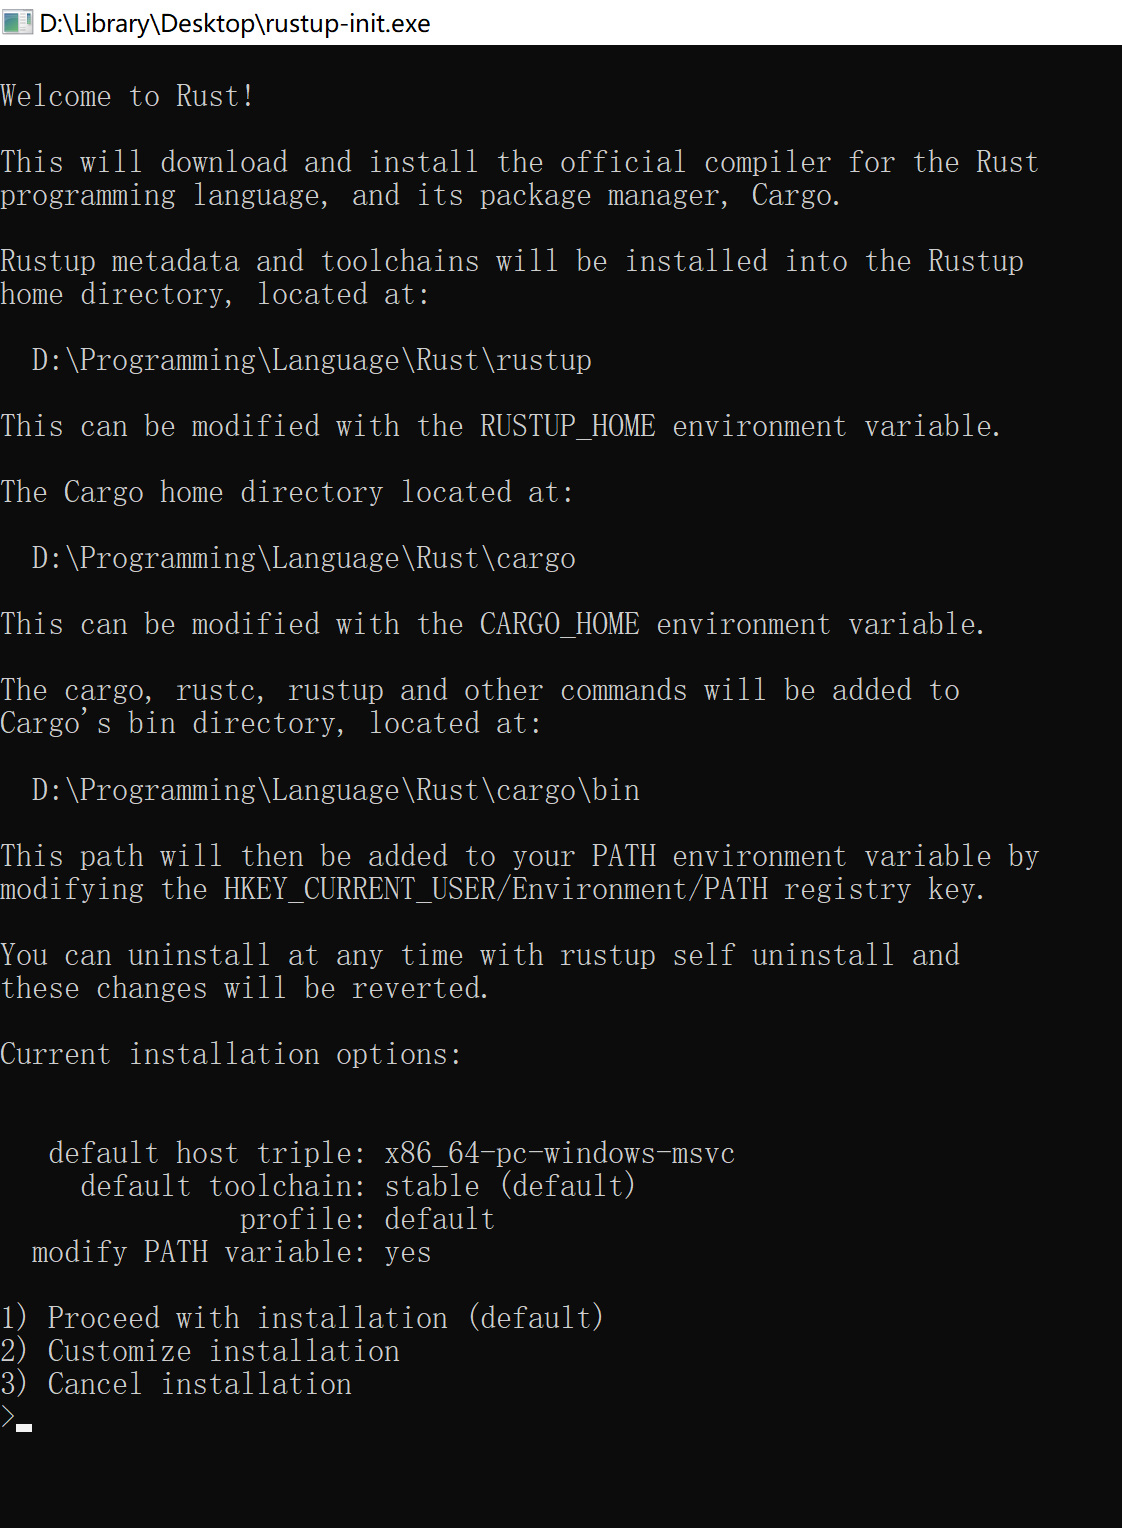 D:\Library\Desktop\rustup-init.exe
Welcome to Rust!
This will download and install the official compiler for the Rust
programming language, and its package manager, Cargo.
Rustup metadata and toolchains will be installed into the Rustup
home directory, located at:
D:\Programming\Language\Rust\rustup
This can be modified with the RUSTUP_HOME environment variable.
The Cargo home directory located at:
D:\Programming\Language\Rust\cargo
This can be modified with the CARGO_HOME environment variable.
The cargo, rustc, rustup and other commands will be added to
Cargo's bin directory, located at:
D:\Programming\Language\Rust\cargo\bin
This path will then be added to your PATH environment variable by
modifying the HKEY_CURRENT_USER/Environment/PATH registry key.
You can uninstall at any time with rustup self uninstall and
these changes will be reverted.
Current installation options:
default host triple: x86_64-pc-windows-msvc
default toolchain: stable (default)
profile: default
modify PATH variable: yes
1) Proceed with installation (default)
2) Customize installation
3) Cancel installation
>